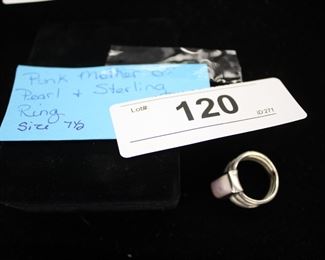 Pink Mother of
Pearl & Sterling
Ring
Size 7½
Lot#
120
ID 271